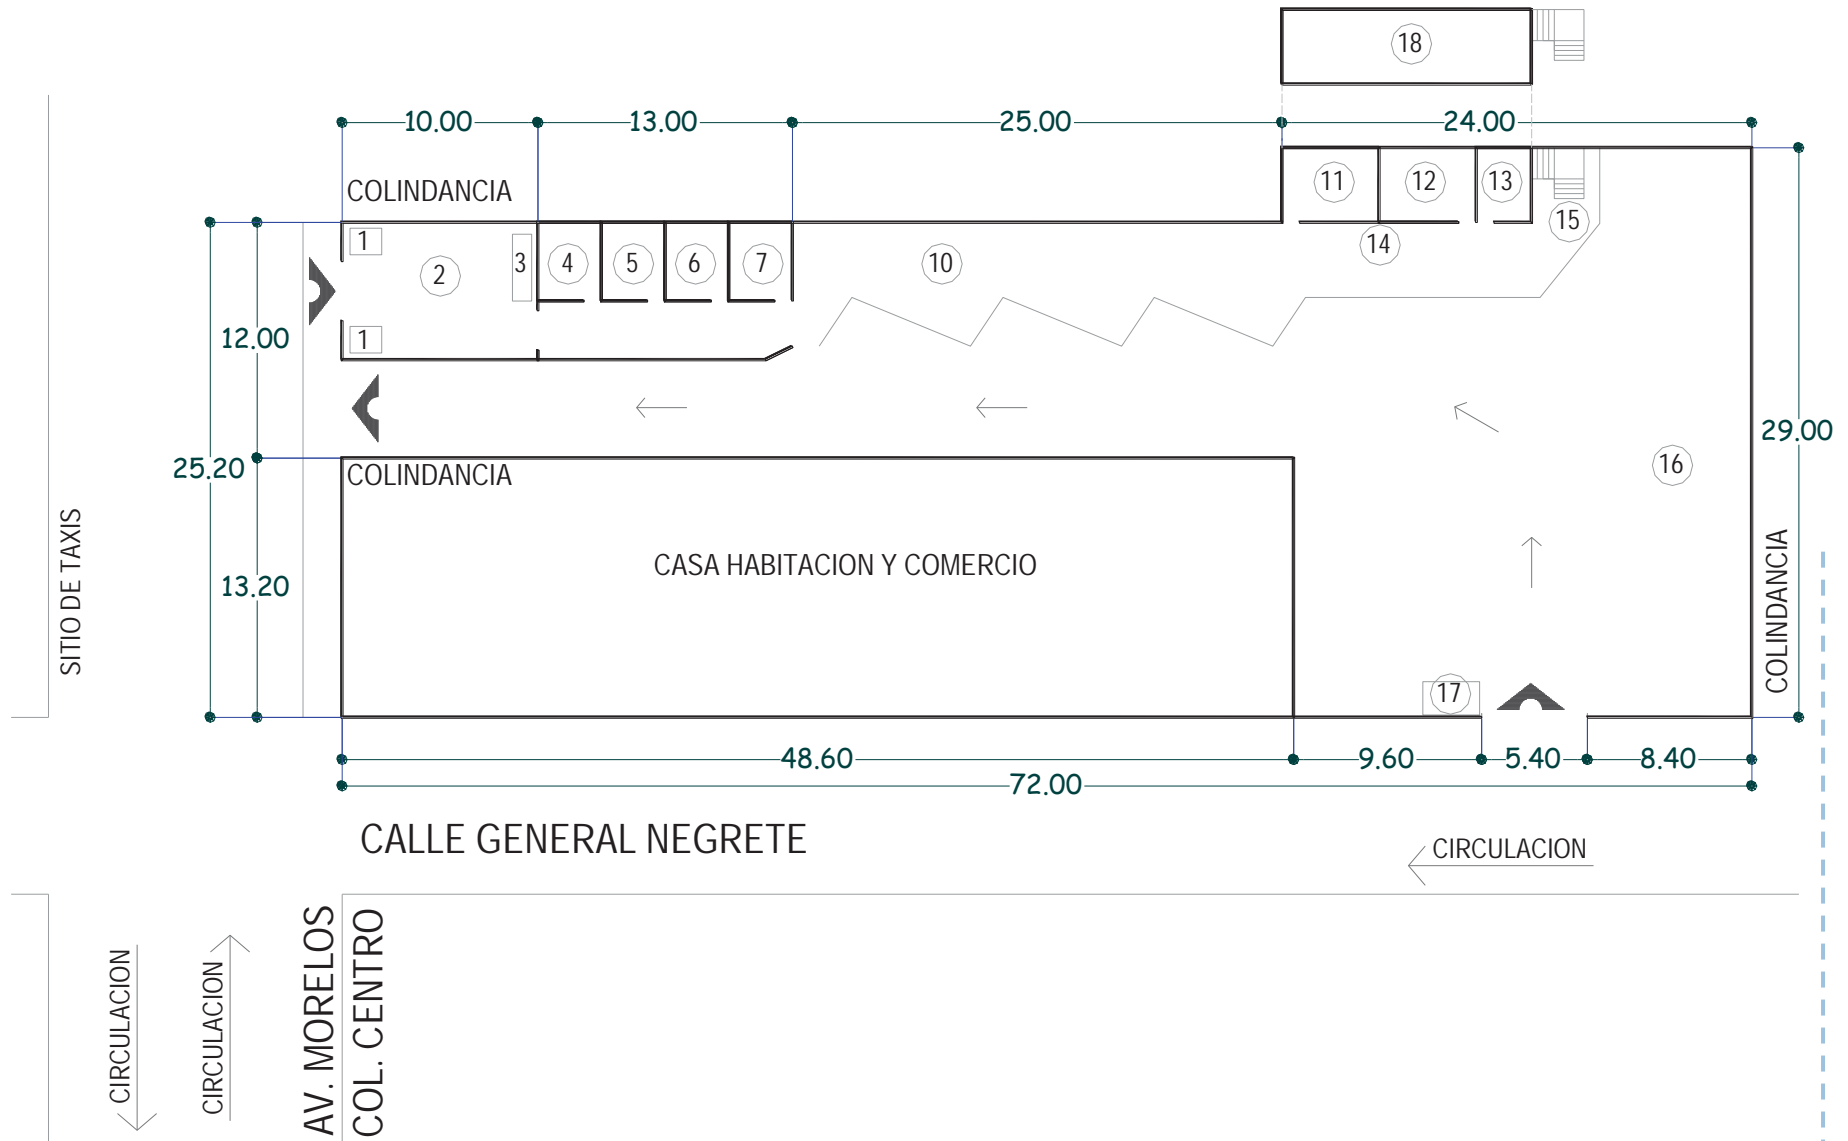 18
10.00
13.00
25.00
24.00
COLINDANCIA
11
12
13
15
14
1
2
3
4
5
6
7
10
1
12.00
29.00
25.20
COLINDANCIA
16
SITIO DE TAXIS
CASA HABITACION Y COMERCIO
13.20
COLINDANCIA
17
48.60
9.60
5.40
8.40
72.00
CALLE GENERAL NEGRETE
CIRCULACION
CIRCULACION
CIRCULACION
AV. MORELOS
COL. CENTRO